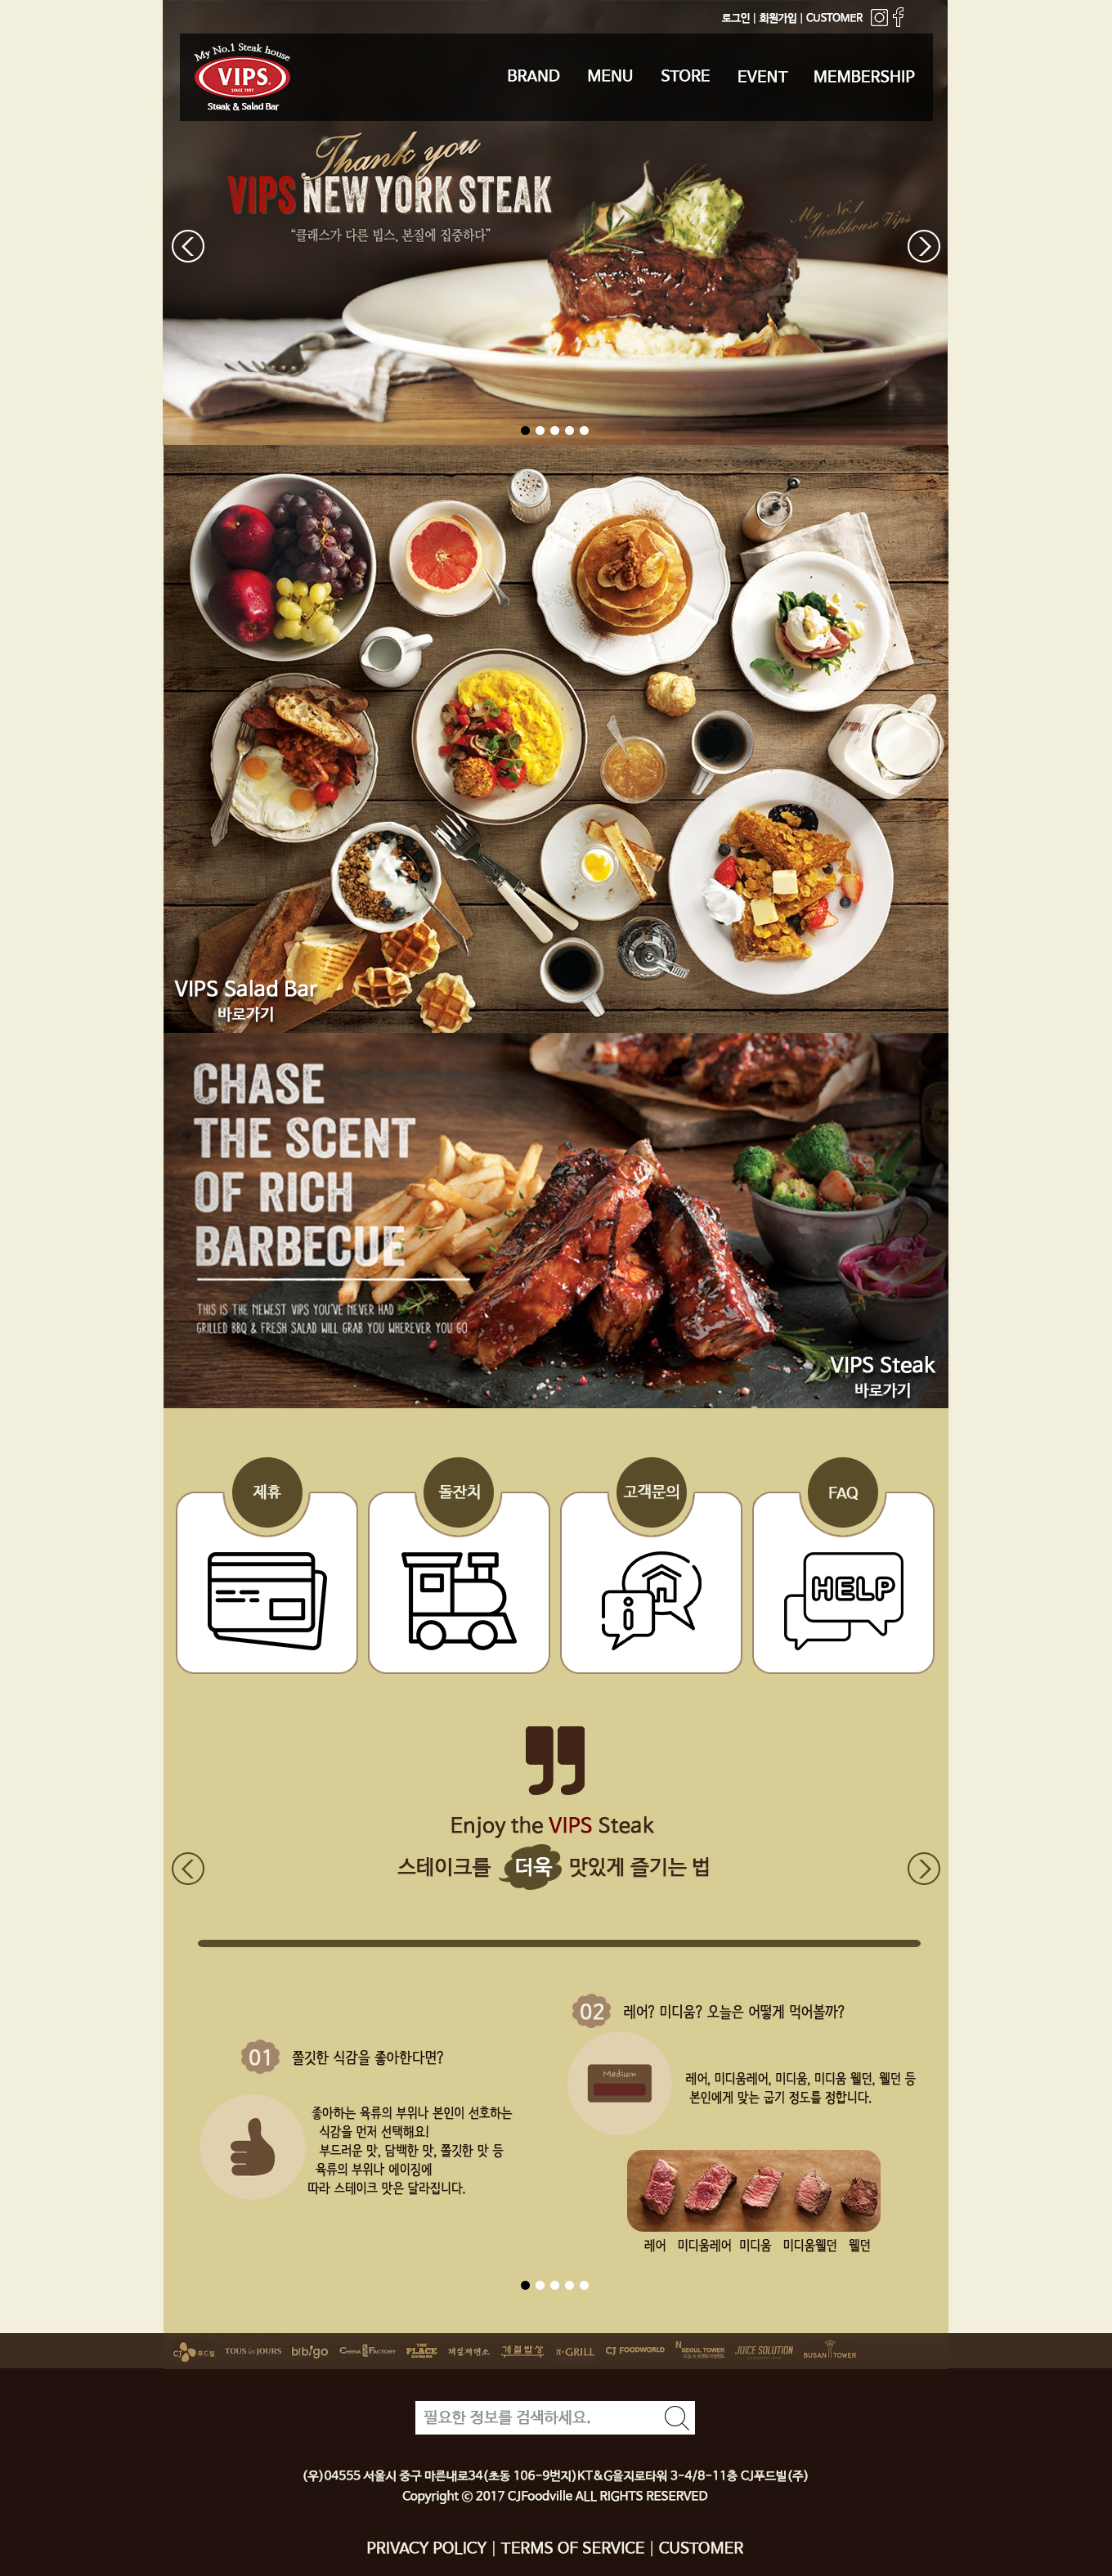 로그인 | 회원가입 | CUSTOMER
My No.1 Steak house
VIPS
SINCE 1997
Steak & Salad Bar
BRAND MENU STORE EVENT MEMBERSHIP
Thank you
VIPS NEW YORK STEAK
“클래스가 다른 빕스, 본질에 집중하다”
My No.1
Steakhouse Vips
VIPS Salad Bar
바로가기
CHASE
THE SCENT
OF RICH
BARBECUE
THIS IS THE NEWEST VIPS YOU'VE NEVER HAD
GRILLED BBQ & FRESH SALAD WILL GRAB YOU WHEREVER YOU GO
VIPS Steak
바로가기
제휴 돌잔치 고객문의 FAQ
i HELP
Enjoy the VIPS Steak
스테이크를 더욱 맛있게 즐기는 법
01 쫄깃한 식감을 좋아한다면?
좋아하는 육류의 부위나 본인이 선호하는
식감을 먼저 선택해요!
부드러운 맛, 담백한 맛, 쫄깃한 맛 등
육류의 부위나 에이징에
따라 스테이크 맛은 달라집니다.
02 레어? 미디움? 오늘은 어떻게 먹어볼까?
Medium
레어, 미디움레어, 미디움, 미디움 웰던, 웰던 등
본인에게 맞는 굽기 정도를 정합니다.
레어 미디움레어 미디움 미디움웰던 웰던
CJ 푸드빌 TOUS les JOURS bibigo CHINA FACTORY THE PLACE 제일제면소 계절밥상 n·GRILL CJ FOODWORLD N SEOUL TOWER JUICE SOLUTION BUSAN TOWER
필요한 정보를 검색하세요.
(우)04555 서울시 중구 마른내로34(초동 106-9번지)KT&G을지로타워 3-4/8-11층 CJ푸드빌(주)
Copyright © 2017 CJFoodville ALL RIGHTS RESERVED
PRIVACY POLICY | TERMS OF SERVICE | CUSTOMER